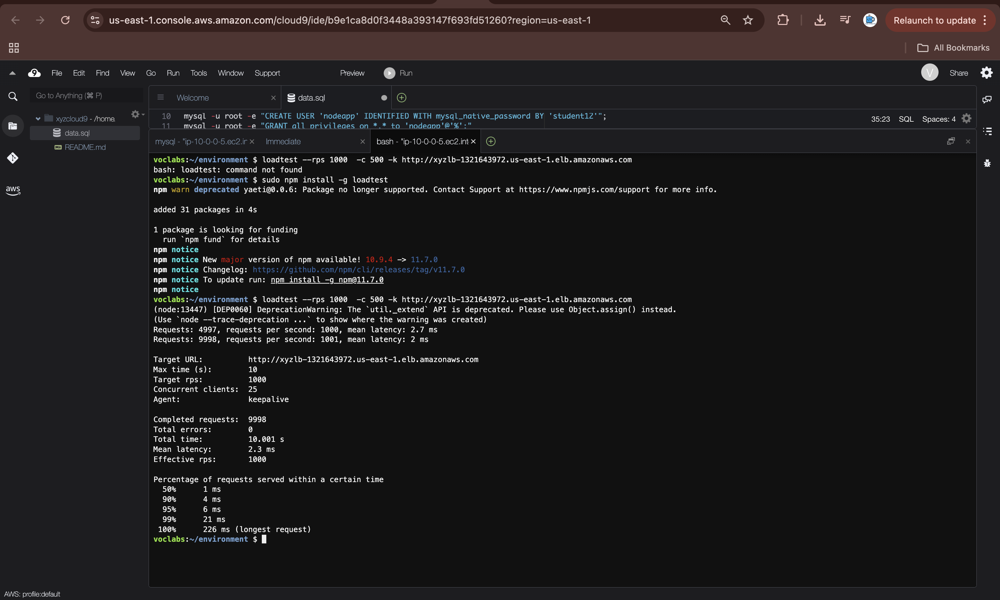 us-east-1.console.aws.amazon.com/cloud9/ide/b9e1ca8d0f3448a393147f693fd51260?region=us-east-1
Relaunch to update
All Bookmarks
9 File Edit Find View Go Run Tools Window Support Preview Run V Share
Go to Anything (⌘ P)
Welcome
data.sql
xyzcloud9 - /home.
data.sql
README.md
aws
10 mysql -u root -e "CREATE USER 'nodeapp' IDENTIFIED WITH mysql_native_password BY 'student12'";
11 mysql -u root -e "GRANT all privileges on *.* to 'nodeapp'@'%';"
35:23 SQL Spaces: 4
mysql - "ip-10-0-0-5.ec2.ir
Immediate
bash - "ip-10-0-0-5.ec2.int
voclabs:~/environment $ loadtest --rps 1000  -c 500 -k http://xyzlb-1321643972.us-east-1.elb.amazonaws.com
bash: loadtest: command not found
voclabs:~/environment $ sudo npm install -g loadtest
npm warn deprecated yaeti@0.0.6: Package no longer supported. Contact Support at https://www.npmjs.com/support for more info.
added 31 packages in 4s
1 package is looking for funding
run `npm fund` for details
npm notice
npm notice New major version of npm available! 10.9.4 -> 11.7.0
npm notice Changelog: https://github.com/npm/cli/releases/tag/v11.7.0
npm notice To update run: npm install -g npm@11.7.0
npm notice
voclabs:~/environment $ loadtest --rps 1000  -c 500 -k http://xyzlb-1321643972.us-east-1.elb.amazonaws.com
(node:13447) [DEP0060] DeprecationWarning: The `util._extend` API is deprecated. Please use Object.assign() instead.
(Use `node --trace-deprecation ...` to show where the warning was created)
Requests: 4997, requests per second: 1000, mean latency: 2.7 ms
Requests: 9998, requests per second: 1001, mean latency: 2 ms
Target URL: http://xyzlb-1321643972.us-east-1.elb.amazonaws.com
Max time (s): 10
Target rps: 1000
Concurrent clients: 25
Agent: keepalive
Completed requests: 9998
Total errors: 0
Total time: 10.001 s
Mean latency: 2.3 ms
Effective rps: 1000
Percentage of requests served within a certain time
50% 1 ms
90% 4 ms
95% 6 ms
99% 21 ms
100% 226 ms (longest request)
voclabs:~/environment $
AWS: profile:default